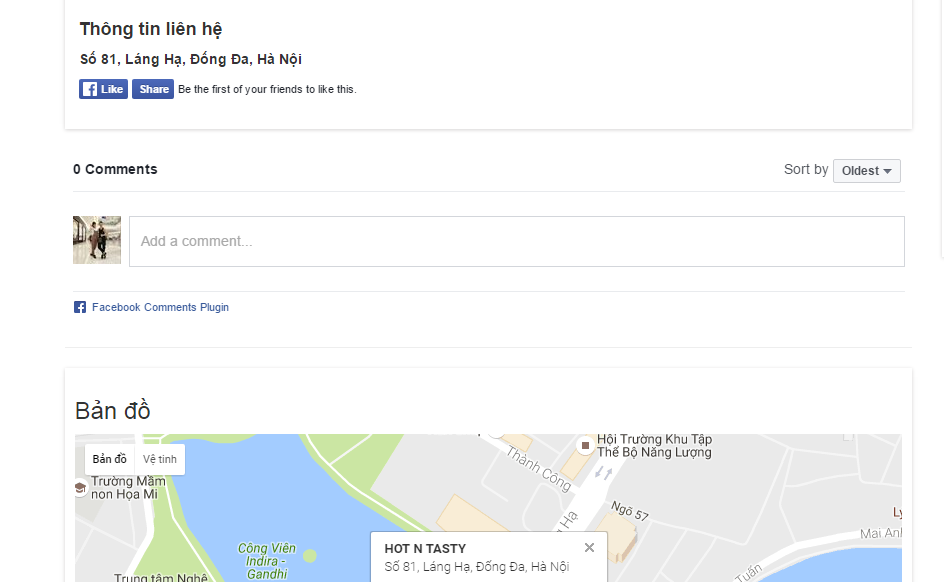 Thông tin liên hệ
Số 81, Láng Hạ, Đống Đa, Hà Nội
Like Share Be the first of your friends to like this.
0 Comments
Sort by Oldest
Add a comment...
Facebook Comments Plugin
Bản đồ
Bản đồ Vệ tinh
Hội Trường Khu Tập
Thể Bộ Năng Lượng
Thành Công
Trường Mầm
non Họa Mi
Ngõ 57
Hạ
Mai Anh
Công Viên
Indira -
Gandhi
HOT N TASTY
Số 81, Láng Hạ, Đống Đa, Hà Nội
Trung tâm Nghệ
Tuấn